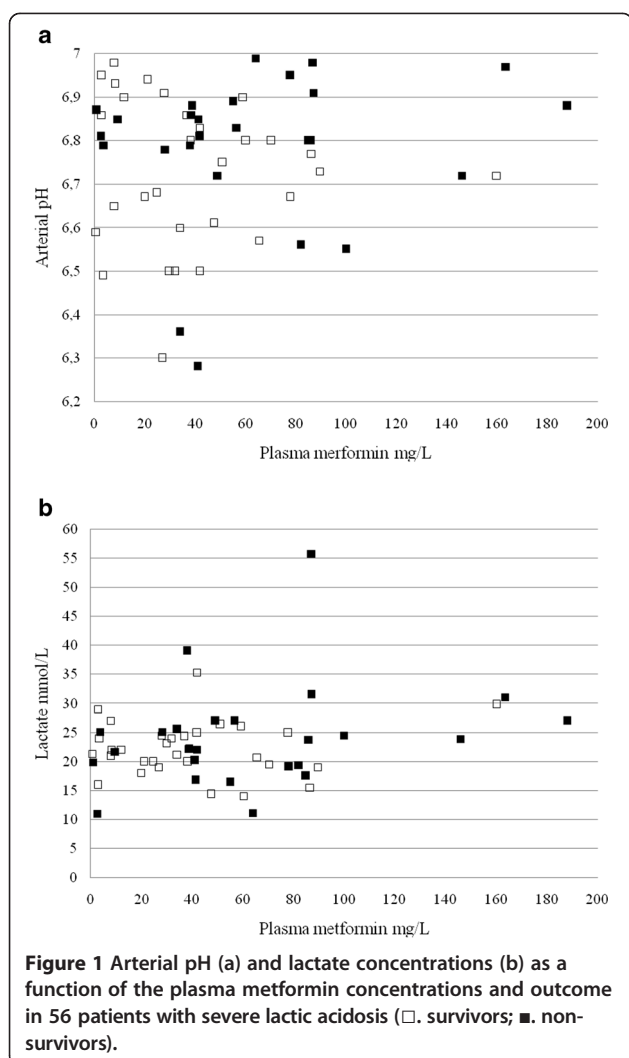 a
7
6,9
6,8
6,7
6,6
6,5
6,4
6,3
6,2
Arterial pH
0 20 40 60 80 100 120 140 160 180 200
Plasma merformin mg/L
b
60
55
50
45
40
35
30
25
20
15
10
5
0
Lactate mmol/L
0 20 40 60 80 100 120 140 160 180 200
Plasma metformin mg/L
Figure 1 Arterial pH (a) and lactate concentrations (b) as a
function of the plasma metformin concentrations and outcome
in 56 patients with severe lactic acidosis (□. survivors; ■. non-
survivors).